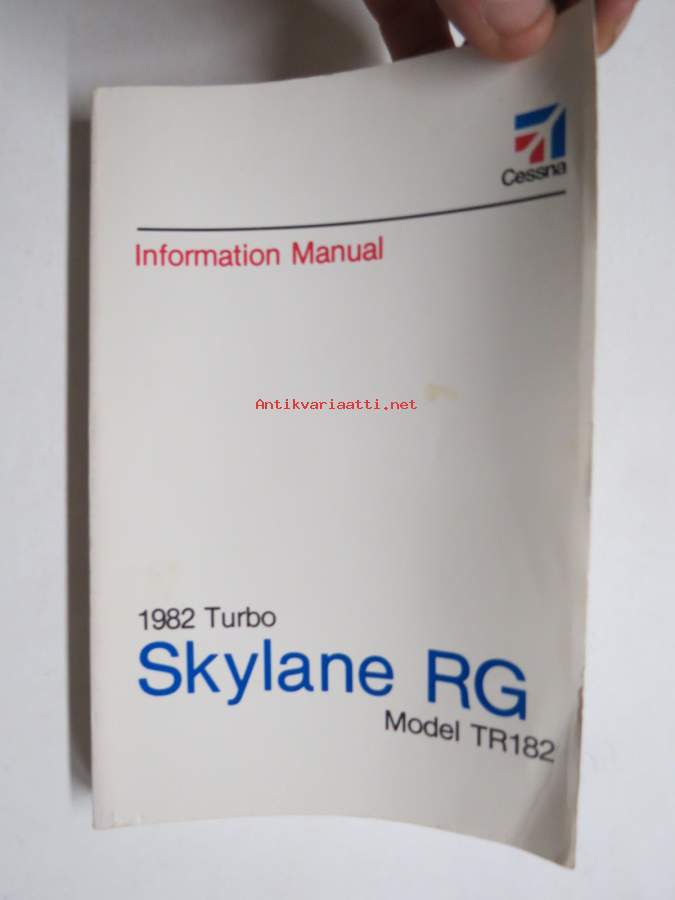 Cessna
Information Manual
Antikvariaatti.net
1982 Turbo
Skylane RG
Model TR182